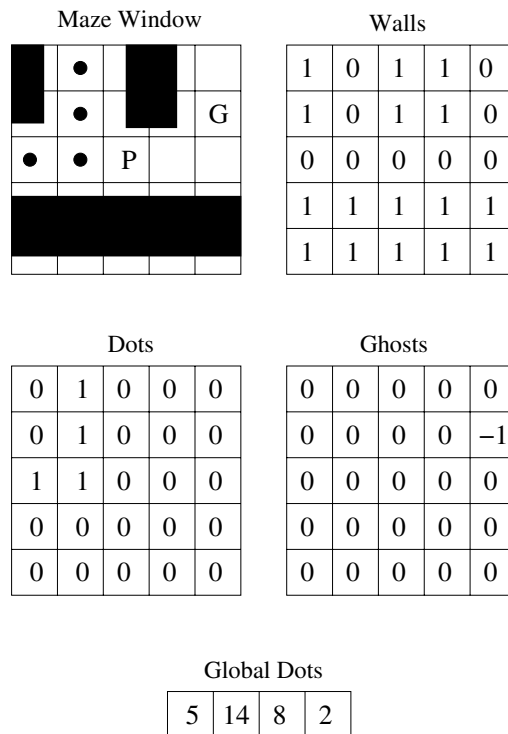 Maze Window
G
P
Walls
1 0 1 1 0
1 0 1 1 0
0 0 0 0 0
1 1 1 1 1
1 1 1 1 1
Dots
0 1 0 0 0
0 1 0 0 0
1 1 0 0 0
0 0 0 0 0
0 0 0 0 0
Ghosts
0 0 0 0 0
0 0 0 0 −1
0 0 0 0 0
0 0 0 0 0
0 0 0 0 0
Global Dots
5 14 8 2